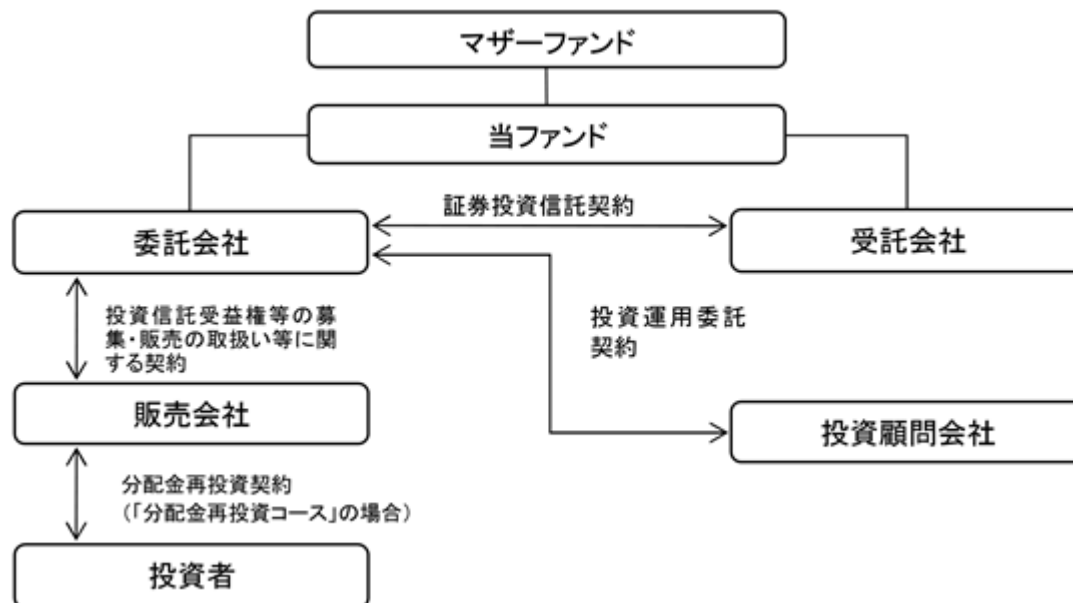 マザーファンド
当ファンド
証券投資信託契約
委託会社
受託会社
投資信託受益権等の募
集・販売の取扱い等に関
する契約
投資運用委託
契約
販売会社
投資顧問会社
分配金再投資契約
(「分配金再投資コース」の場合)
投資者